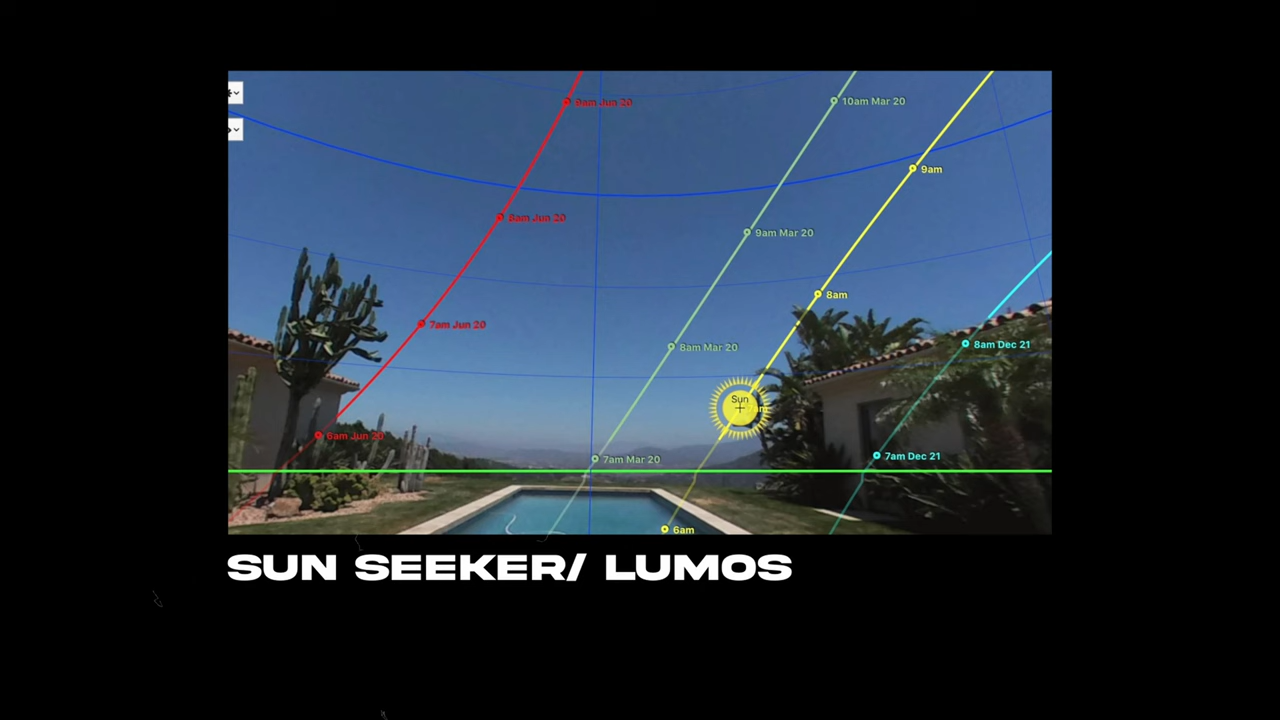 9am Jun 20
10am Mar 20
9am
8am Jun 20
9am Mar 20
8am
7am Jun 20
8am Mar 20
8am Dec 21
Sun
7am
6am Jun 20
7am Mar 20
7am Dec 21
6am
SUN SEEKER/ LUMOS